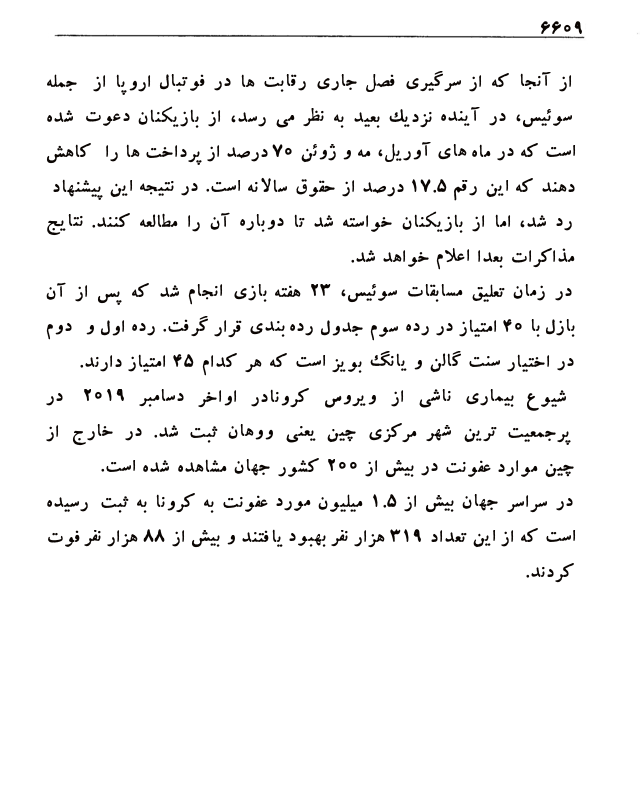 ۶۶۰۹
از آنجا که از سرگیری فصل جاری رقابت ها در فوتبال اروپا از جمله
سوئیس، در آینده نزدیك بعید به نظر می رسد، از بازیکنان دعوت شده
است که در ماه های آوریل، مه و ژوئن ۷۰ درصد از پرداخت ها را کاهش
دهند که این رقم ۱۷.۵ درصد از حقوق سالانه است. در نتیجه این پیشنهاد
رد شد، اما از بازیکنان خواسته شد تا دوباره آن را مطالعه کنند. نتایج
مذاکرات بعدا اعلام خواهد شد.
در زمان تعلیق مسابقات سوئیس، ۲۳ هفته بازی انجام شد که پس از آن
بازل با ۴۰ امتیاز در رده سوم جدول رده بندی قرار گرفت. رده اول و دوم
در اختیار سنت گالن و یانگ بویز است که هر کدام ۴۵ امتیاز دارند.
شیوع بیماری ناشی از ویروس کرونادر اواخر دسامبر ۲۰۱۹ در
پرجمعیت ترین شهر مرکزی چین یعنی ووهان ثبت شد. در خارج از
چین موارد عفونت در بیش از ۲۰۰ کشور جهان مشاهده شده است.
در سراسر جهان بیش از ۱.۵ میلیون مورد عفونت به کرونا به ثبت رسیده
است که از این تعداد ۳۱۹ هزار نفر بهبود یافتند و بیش از ۸۸ هزار نفر فوت
کردند.